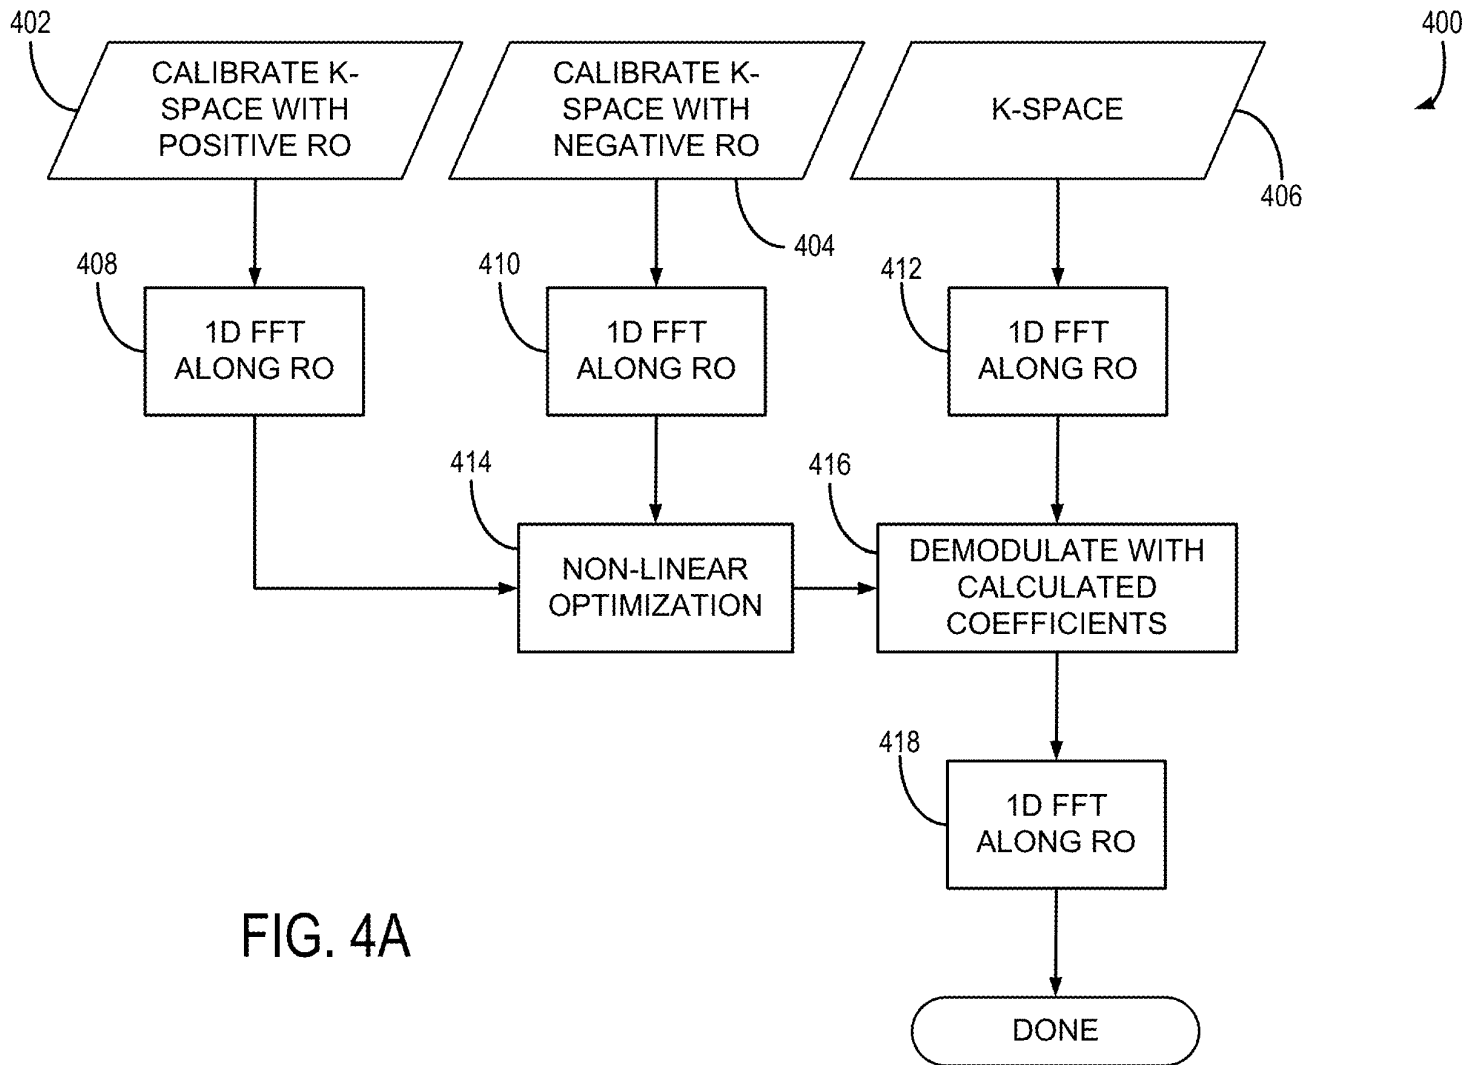 402
400
CALIBRATE K-
SPACE WITH
POSITIVE RO
CALIBRATE K-
SPACE WITH
NEGATIVE RO
K-SPACE
404
406
408
410
412
1D FFT
ALONG RO
1D FFT
ALONG RO
1D FFT
ALONG RO
414
416
NON-LINEAR
OPTIMIZATION
DEMODULATE WITH
CALCULATED
COEFFICIENTS
418
1D FFT
ALONG RO
FIG. 4A
DONE